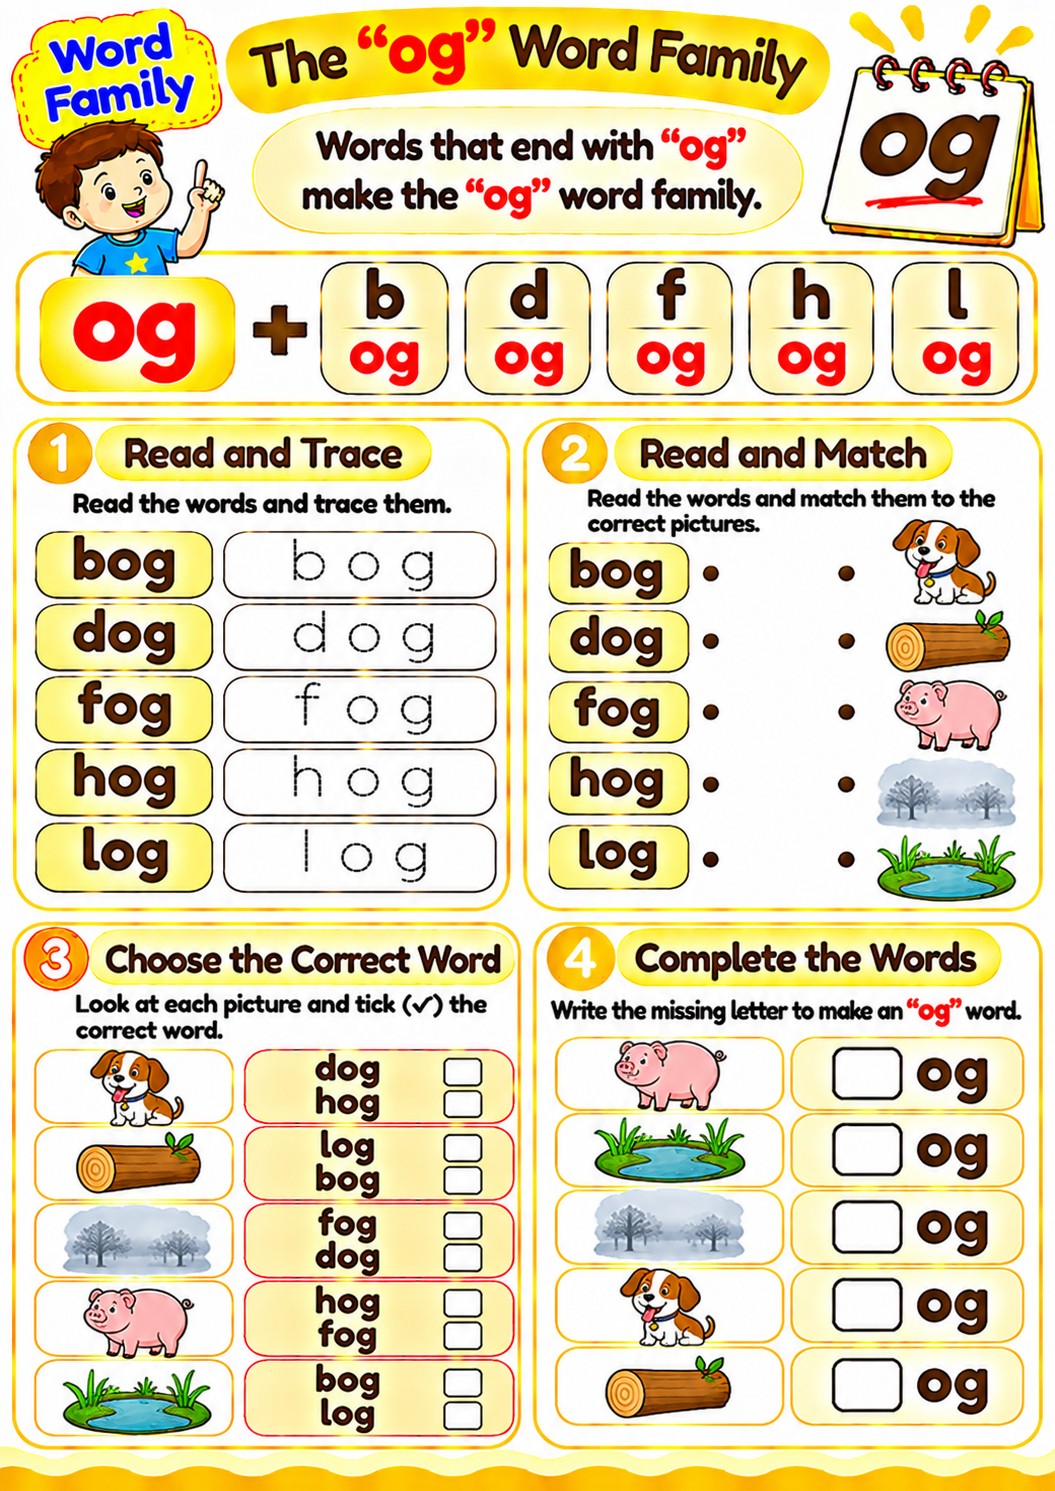 Word
Family
The “og” Word Family
Words that end with “og”
make the “og” word family.
og
og + b d f h l
og og og og og
1 Read and Trace
Read the words and trace them.
bog b o g
dog d o g
fog f o g
hog h o g
log l o g
2 Read and Match
Read the words and match them to the
correct pictures.
bog
dog
fog
hog
log
3 Choose the Correct Word
Look at each picture and tick (✓) the
correct word.
dog
hog
log
bog
fog
dog
hog
fog
bog
log
4 Complete the Words
Write the missing letter to make an “og” word.
og
og
og
og
og